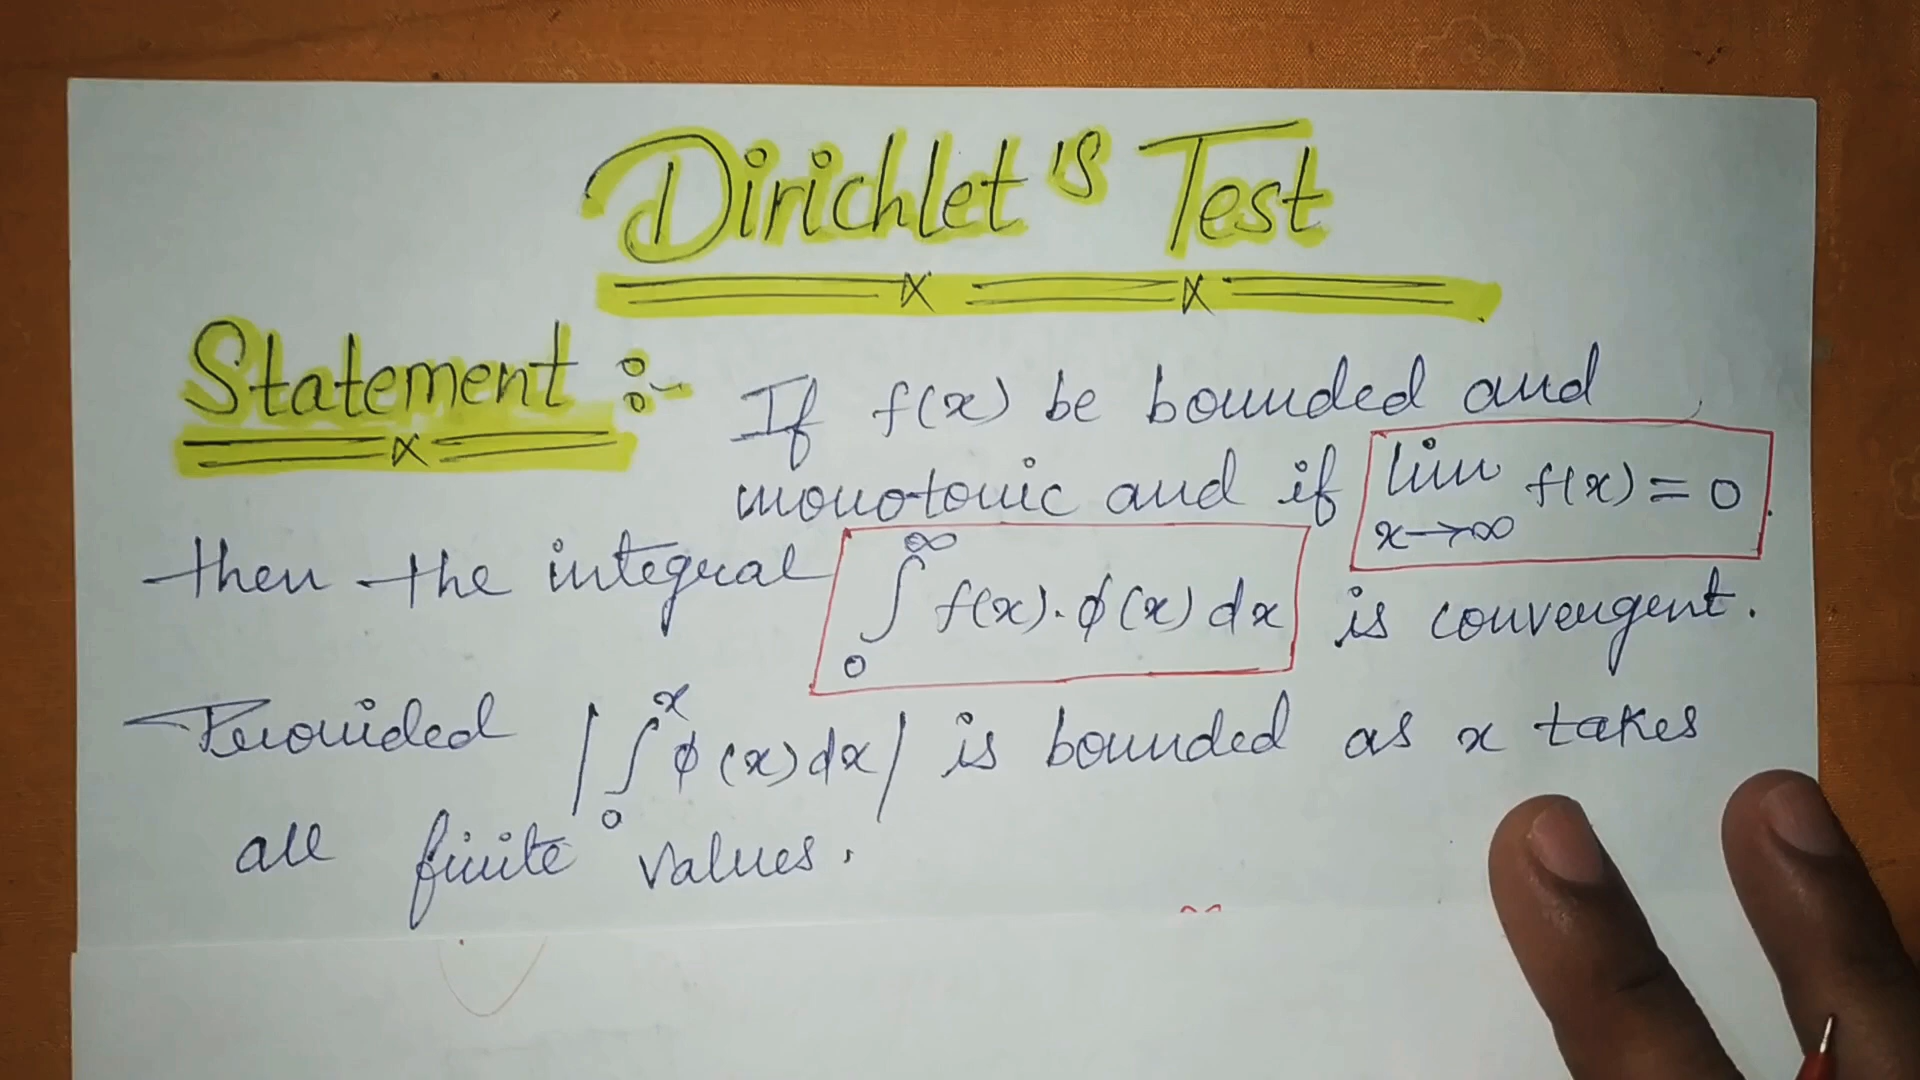 Dirichlet's Test
Statement :- If f(x) be bounded and
monotonic and if lim x→∞ f(x) = 0
then the integral ∫₀^∞ f(x)·ϕ(x) dx is convergent.
Provided |∫₀ˣ ϕ(x) dx| is bounded as x takes
all finite values.